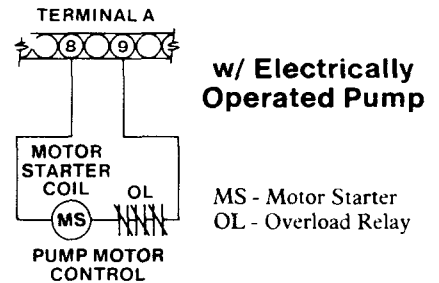 TERMINAL A
8 9
w/ Electrically
Operated Pump
MOTOR
STARTER
COIL
OL
MS
PUMP MOTOR
CONTROL
MS - Motor Starter
OL - Overload Relay